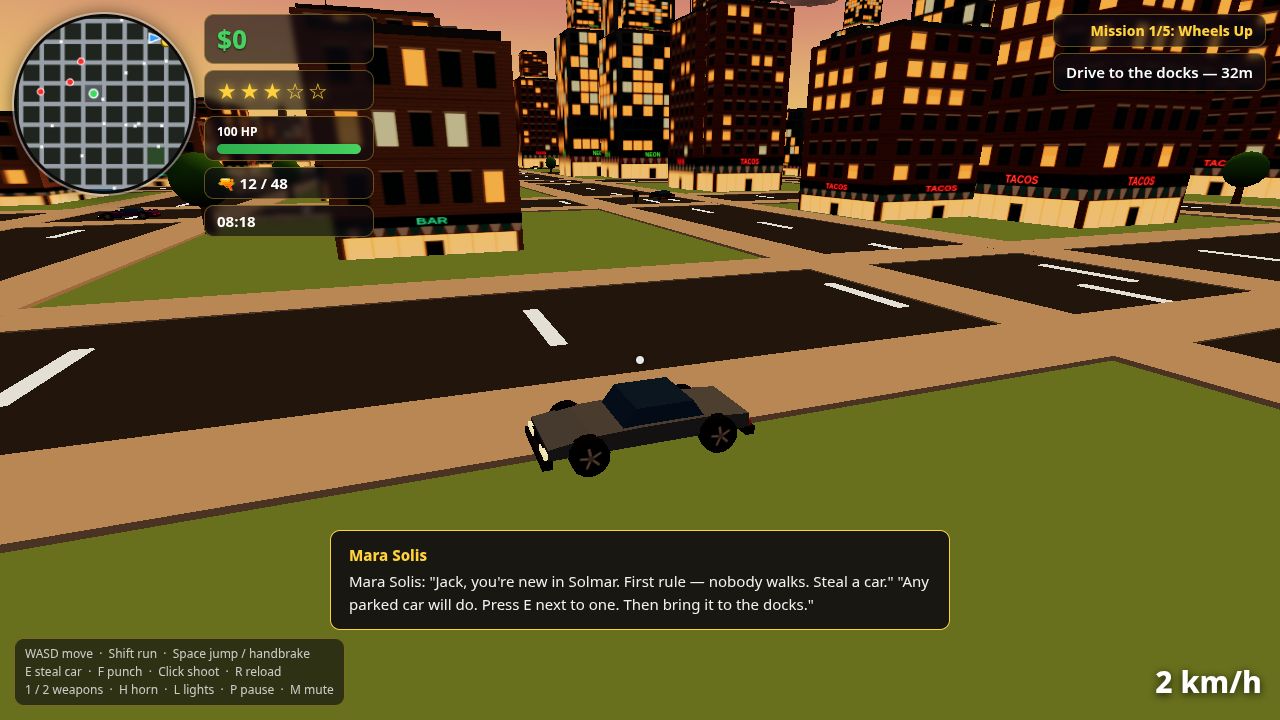 $0
★★★☆☆
100 HP
12 / 48
08:18
Mission 1/5: Wheels Up
Drive to the docks — 32m
BAR
NEON
TACOS
TACOS
TACOS
TACOS
TACOS
Mara Solis
Mara Solis: "Jack, you're new in Solmar. First rule — nobody walks. Steal a car." "Any
parked car will do. Press E next to one. Then bring it to the docks."
WASD move · Shift run · Space jump / handbrake
E steal car · F punch · Click shoot · R reload
1 / 2 weapons · H horn · L lights · P pause · M mute
2 km/h